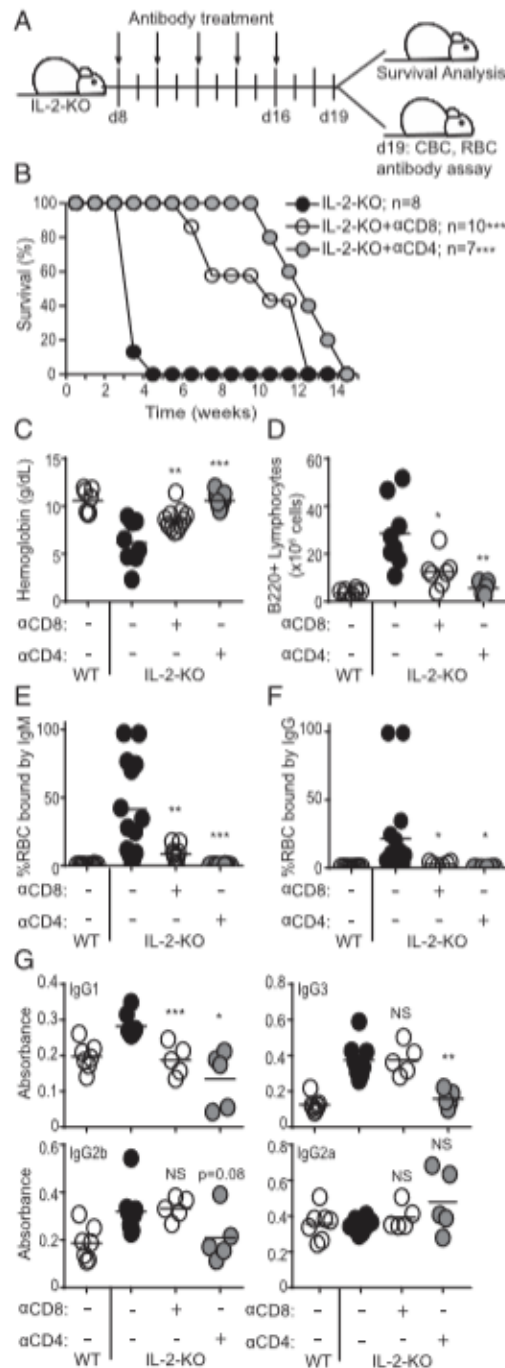 A
Antibody treatment
IL-2-KO
d8
d16
d19
Survival Analysis
d19: CBC, RBC
antibody assay
B
Survival (%)
100
80
60
40
20
0
0 2 4 6 8 10 12 14
Time (weeks)
IL-2-KO; n=8
IL-2-KO+αCD8; n=10***
IL-2-KO+αCD4; n=7***
C
Hemoglobin (g/dL)
15
10
5
0
** ***
αCD8: - - + -
αCD4: - - - +
WT IL-2-KO
D
B220+ Lymphocytes
(x10⁶ cells)
60
40
20
0
* **
αCD8: - - + -
αCD4: - - - +
WT IL-2-KO
E
%RBC bound by IgM
100
50
0
** ***
αCD8: - - + -
αCD4: - - - +
WT IL-2-KO
F
%RBC bound by IgG
100
50
0
* *
αCD8: - - + -
αCD4: - - - +
WT IL-2-KO
G
IgG1
Absorbance
0.4
0.3
0.2
0.1
0
*** *
IgG3
0.8
0.6
0.4
0.2
0
NS **
IgG2b
Absorbance
0.6
0.4
0.2
0
NS p=0.08
IgG2a
0.8
0.6
0.4
0.2
0
NS NS
αCD8: - - + - - - + -
αCD4: - - - + - - - +
WT IL-2-KO WT IL-2-KO